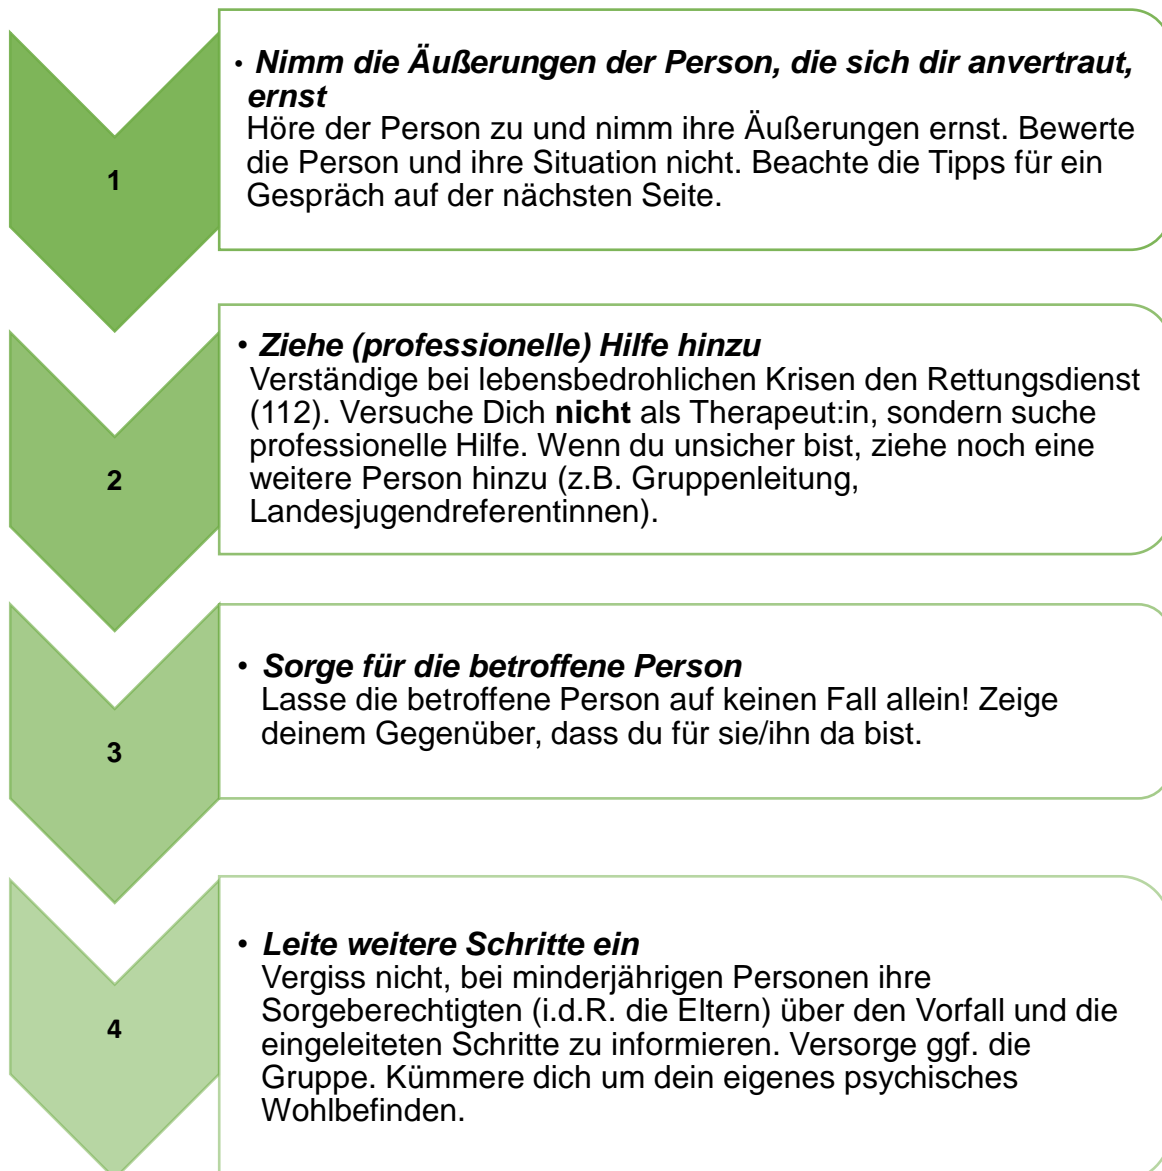 1
• Nimm die Äußerungen der Person, die sich dir anvertraut,
ernst
Höre der Person zu und nimm ihre Äußerungen ernst. Bewerte
die Person und ihre Situation nicht. Beachte die Tipps für ein
Gespräch auf der nächsten Seite.
2
• Ziehe (professionelle) Hilfe hinzu
Verständige bei lebensbedrohlichen Krisen den Rettungsdienst
(112). Versuche Dich nicht als Therapeut:in, sondern suche
professionelle Hilfe. Wenn du unsicher bist, ziehe noch eine
weitere Person hinzu (z.B. Gruppenleitung,
Landesjugendreferentinnen).
3
• Sorge für die betroffene Person
Lasse die betroffene Person auf keinen Fall allein! Zeige
deinem Gegenüber, dass du für sie/ihn da bist.
4
• Leite weitere Schritte ein
Vergiss nicht, bei minderjährigen Personen ihre
Sorgeberechtigten (i.d.R. die Eltern) über den Vorfall und die
eingeleiteten Schritte zu informieren. Versorge ggf. die
Gruppe. Kümmere dich um dein eigenes psychisches
Wohlbefinden.